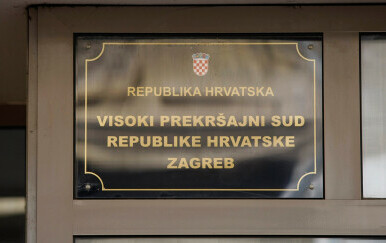 REPUBLIKA HRVATSKA
VISOKI PREKRŠAJNI SUD
REPUBLIKE HRVATSKE
ZAGREB